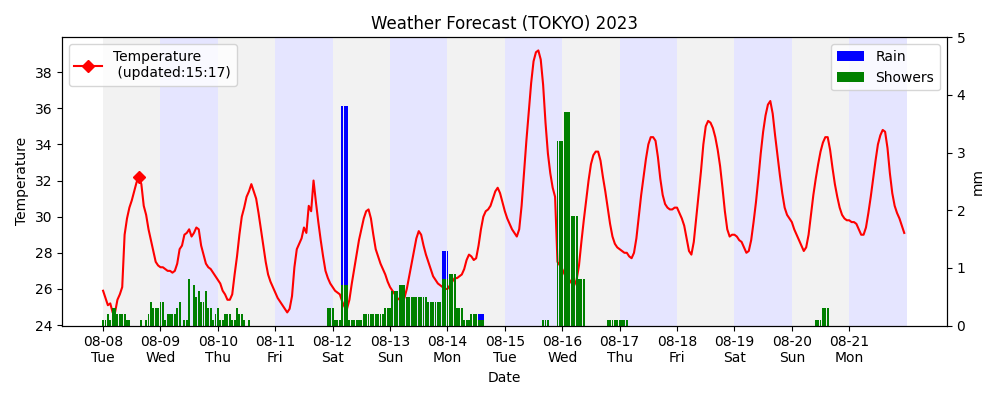 Weather Forecast (TOKYO) 2023
Temperature
(updated:15:17)
Rain
Showers
Temperature
38
36
34
32
30
28
26
24
5
4
3
2
1
0
mm
08-08
Tue
08-09
Wed
08-10
Thu
08-11
Fri
08-12
Sat
08-13
Sun
08-14
Mon
08-15
Tue
08-16
Wed
08-17
Thu
08-18
Fri
08-19
Sat
08-20
Sun
08-21
Mon
Date